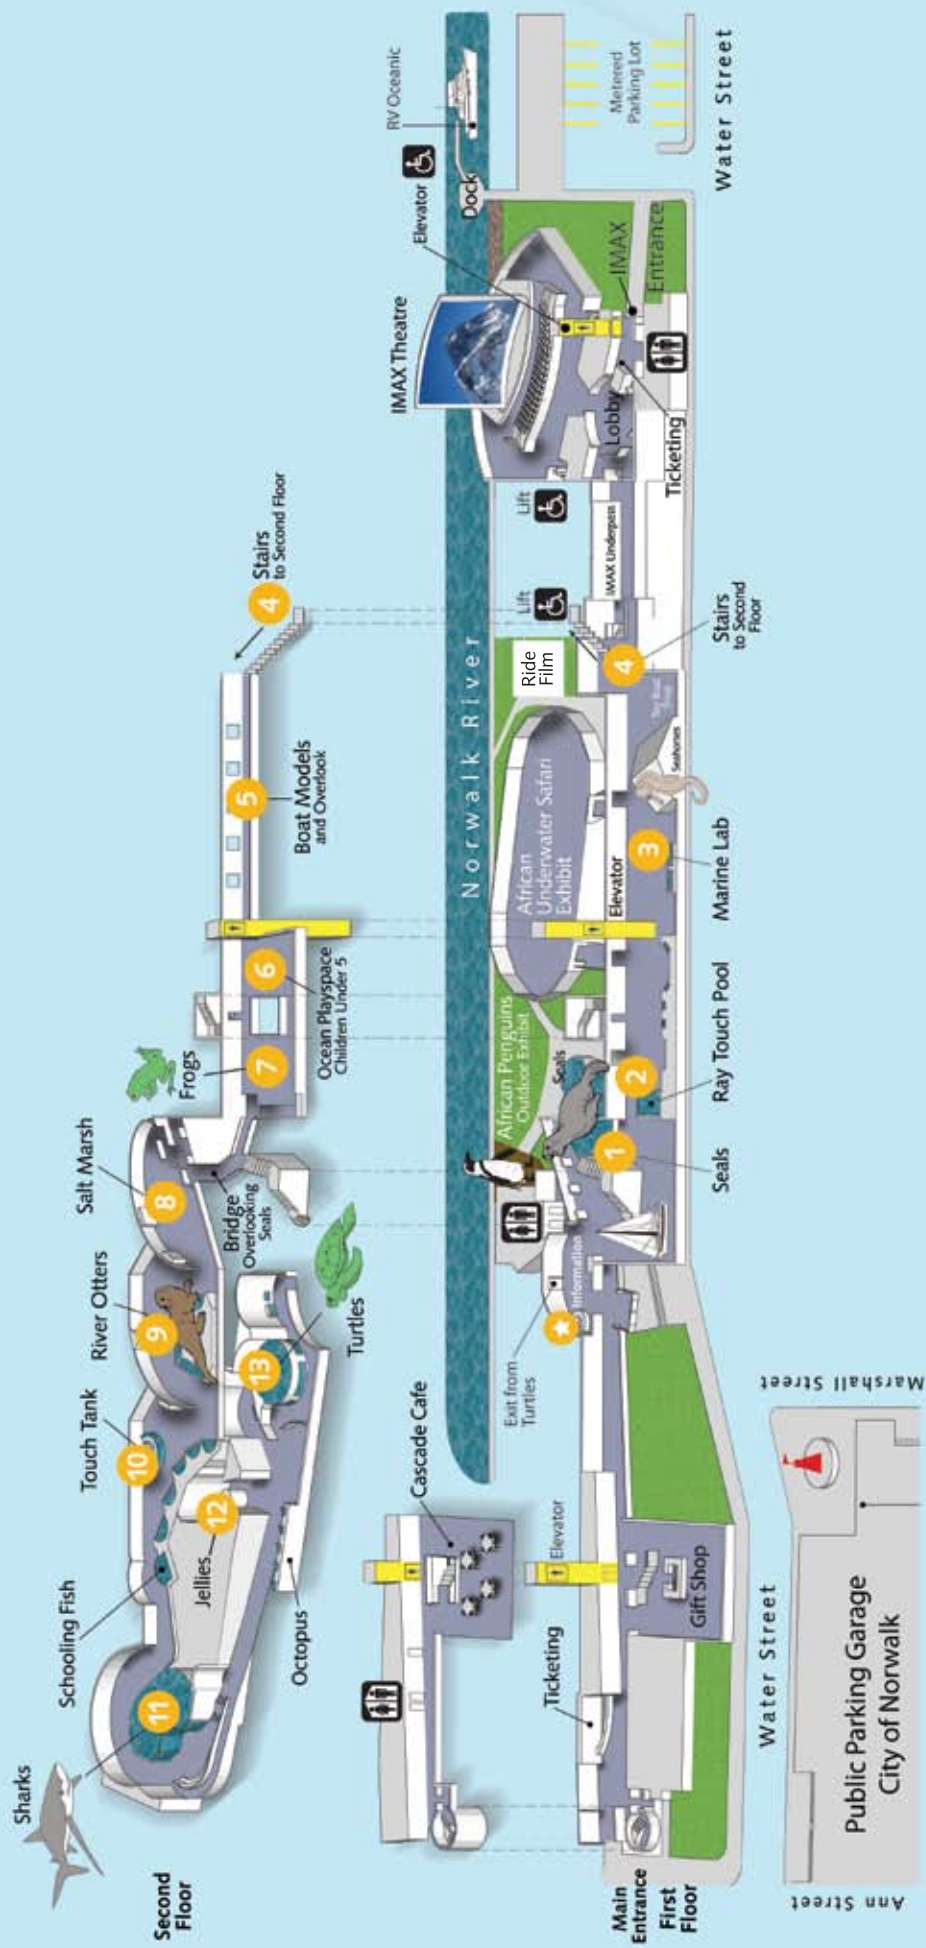 Sharks
11
Schooling Fish
Touch Tank
10
River Otters
9
Salt Marsh
8
Frogs
7
6
5
4
Stairs
to Second Floor
Boat Models
and Overlook
Ocean Playspace
Children Under 5
Bridge
Overlooking
Seals
13
Turtles
12
Jellies
Octopus
Second
Floor
Cascade Cafe
Norwalk River
IMAX Theatre
Elevator
RV Oceanic
Dock
Metered
Parking Lot
Water Street
IMAX
Entrance
Lobby
Ticketing
Lift
Lift
IMAX Underpass
Ride
Film
4
Stairs
to Second
Floor
African
Underwater Safari
Exhibit
Elevator
Seahorses
3
Marine Lab
African Penguins
Outdoor Exhibit
Seals
2
Ray Touch Pool
1
Seals
Information
Exit from
Turtles
Elevator
Ticketing
Gift Shop
Main
Entrance
First
Floor
Water Street
Marshall Street
Ann Street
Public Parking Garage
City of Norwalk